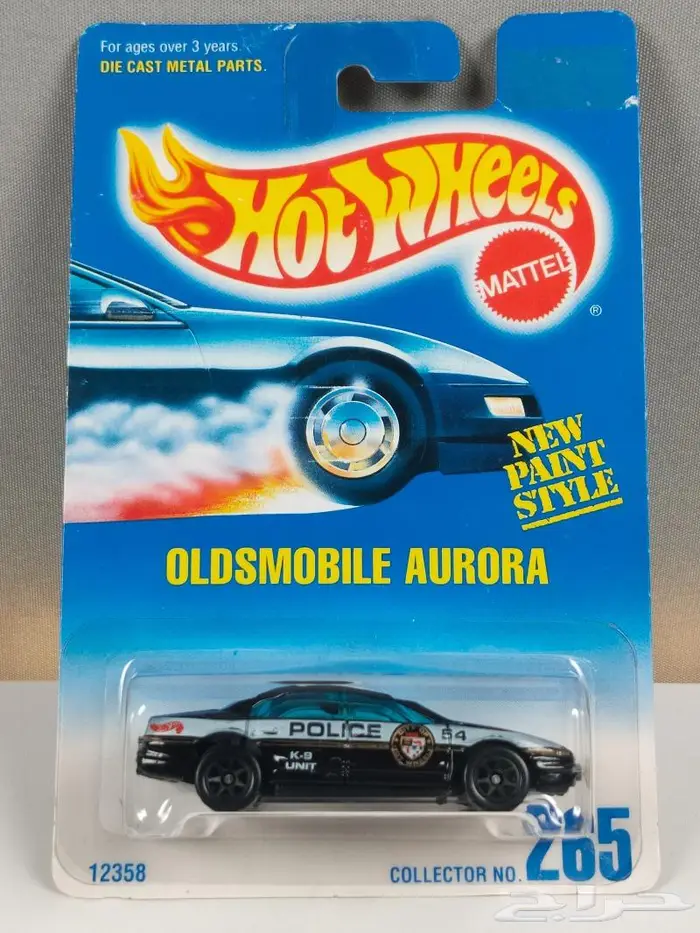 For ages over 3 years.
DIE CAST METAL PARTS.
HOT WHEELS
MATTEL
®
NEW
PAINT
STYLE
OLDSMOBILE AURORA
POLICE
54
K-9
UNIT
12358
COLLECTOR NO. 265
حراج